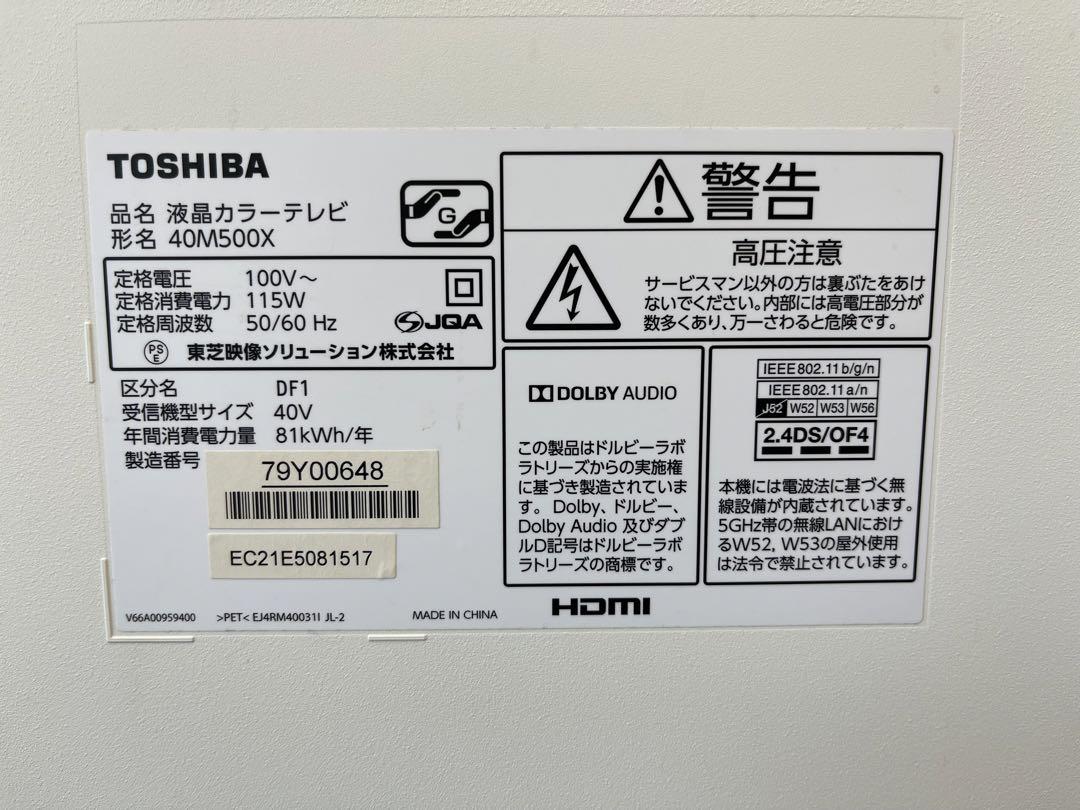 TOSHIBA
品名 液晶カラーテレビ
形名 40M500X
G
定格電圧 100V～
定格消費電力 115W
定格周波数 50/60 Hz
JQA
PS
E
東芝映像ソリューション株式会社
区分名 DF1
受信機型サイズ 40V
年間消費電力量 81kWh/年
製造番号
79Y00648
EC21E5081517
V66A00959400 >PET< EJ4RM40031I JL-2 MADE IN CHINA
警告
高圧注意
サービスマン以外の方は裏ぶたをあけ
ないでください。内部には高電圧部分が
数多くあり、万一さわると危険です。
DOLBY AUDIO
この製品はドルビーラボ
ラトリーズからの実施権
に基づき製造されていま
す。Dolby、ドルビー、
Dolby Audio 及びダブ
ルD記号はドルビーラボ
ラトリーズの商標です。
IEEE802.11b/g/n
IEEE802.11a/n
J52 W52 W53 W56
2.4DS/OF4
本機には電波法に基づく無
線設備が内蔵されています。
5GHz帯の無線LANにおけ
るW52, W53の屋外使用
は法令で禁止されています。
HDMI